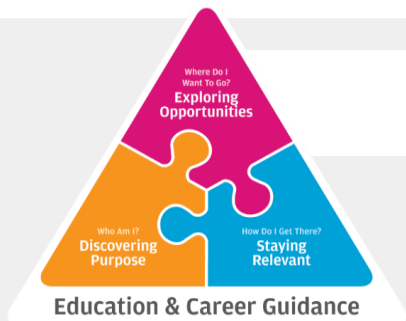 Where Do I
Want To Go?
Exploring
Opportunities
Who Am I?
Discovering
Purpose
How Do I Get There?
Staying
Relevant
Education & Career Guidance